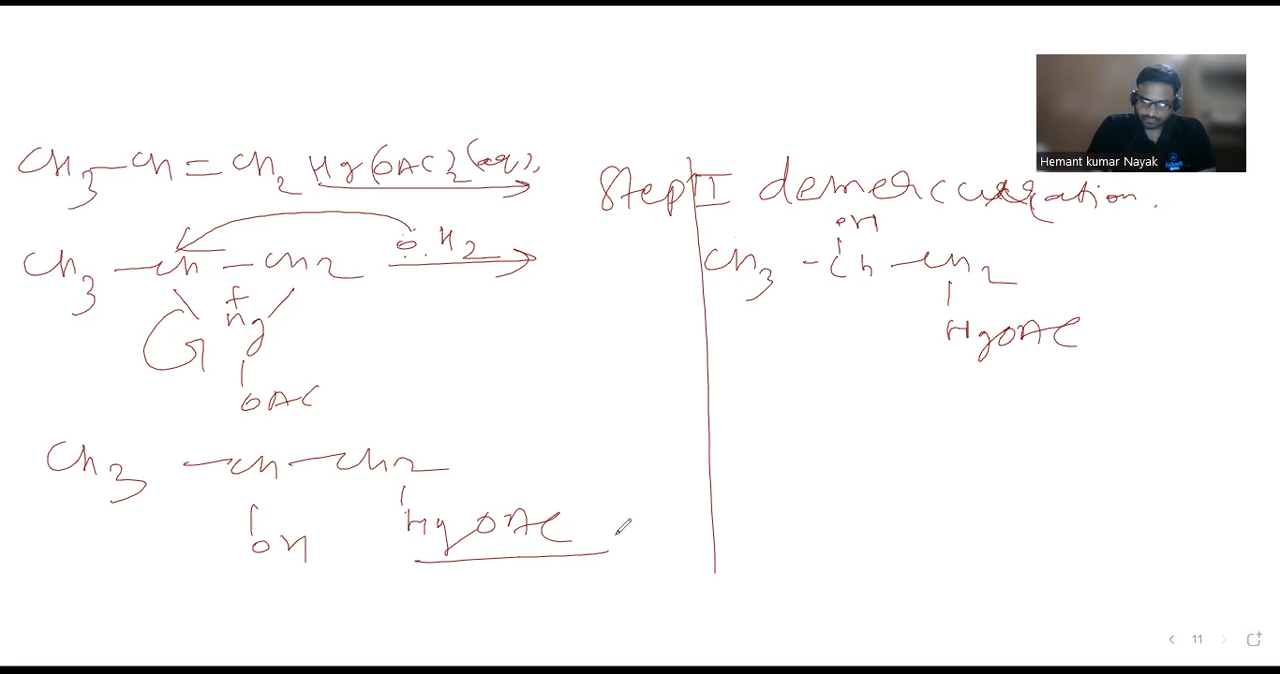 CH3-CH=CH2 Hg(OAC)2(aq),
CH3-CH-CH2 O.H2
+
Hg
OAC
CH3-CH-CH2
OH HgOAC
Step II demercuration.
OH
CH3-CH-CH2
HgOAC
Hemant kumar Nayak
11